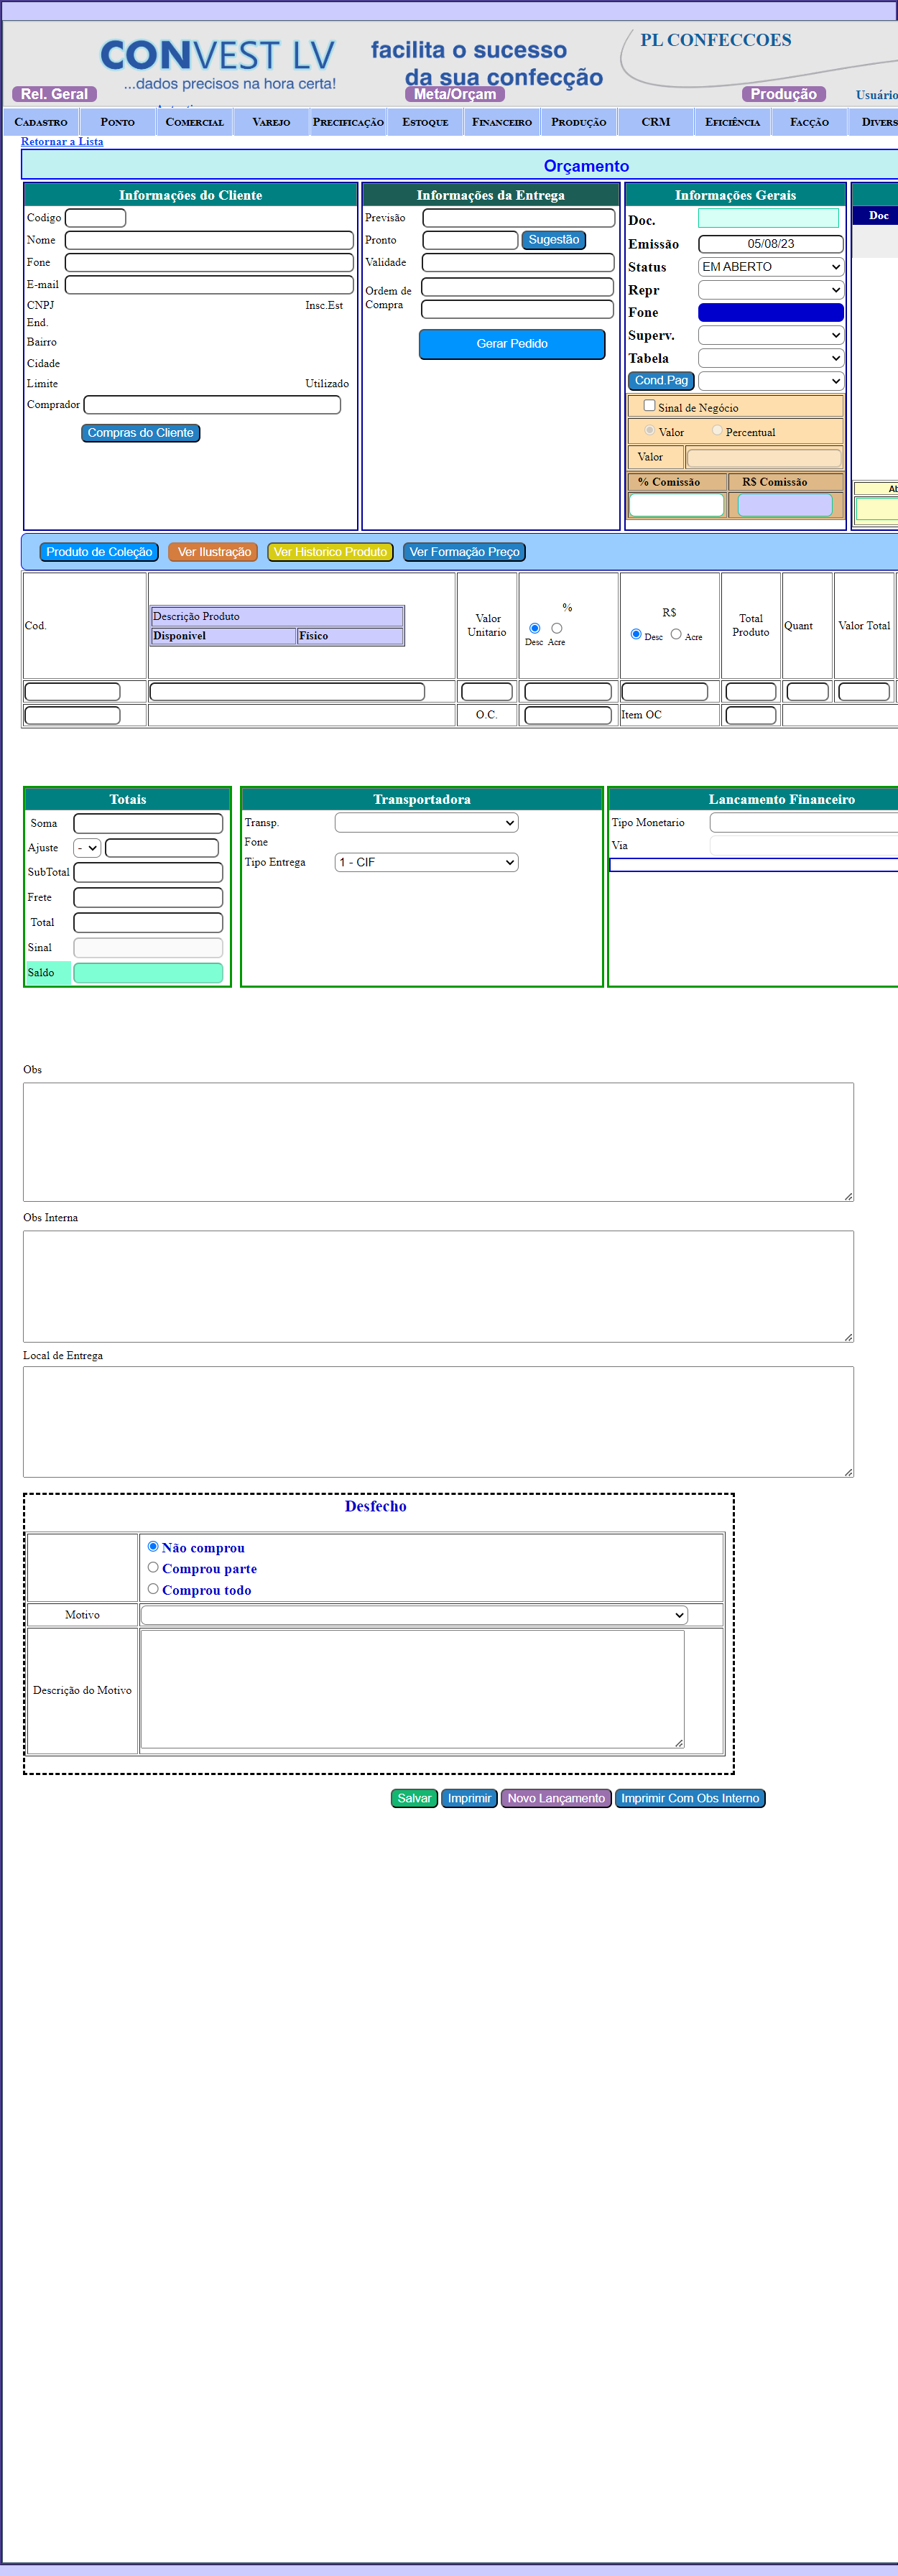 CONVEST LV
...dados precisos na hora certa!
facilita o sucesso
da sua confecção
PL CONFECCOES
Rel. Geral
Meta/Orçam
Produção
Usuário
Cadastro Ponto Comercial Varejo Precificação Estoque Financeiro Produção CRM Eficiência Facção Divers
Retornar a Lista
Orçamento
Informações do Cliente
Codigo
Nome
Fone
E-mail
CNPJ Insc.Est
End.
Bairro
Cidade
Limite Utilizado
Comprador
Compras do Cliente
Informações da Entrega
Previsão
Pronto Sugestão
Validade
Ordem de
Compra
Gerar Pedido
Informações Gerais
Doc.
Emissão 05/08/23
Status EM ABERTO
Repr
Fone
Superv.
Tabela
Cond.Pag
Sinal de Negócio
Valor Percentual
Valor
% Comissão R$ Comissão
Doc
Ab
Produto de Coleção Ver Ilustração Ver Historico Produto Ver Formação Preço
Cod.
Descrição Produto
Disponivel Físico
Valor
Unitario
%
Desc Acre
R$
Desc Acre
Total
Produto
Quant
Valor Total
O.C.
Item OC
Totais
Soma
Ajuste -
SubTotal
Frete
Total
Sinal
Saldo
Transportadora
Transp.
Fone
Tipo Entrega 1 - CIF
Lancamento Financeiro
Tipo Monetario
Via
Obs
Obs Interna
Local de Entrega
Desfecho
Não comprou
Comprou parte
Comprou todo
Motivo
Descrição do Motivo
Salvar Imprimir Novo Lançamento Imprimir Com Obs Interno